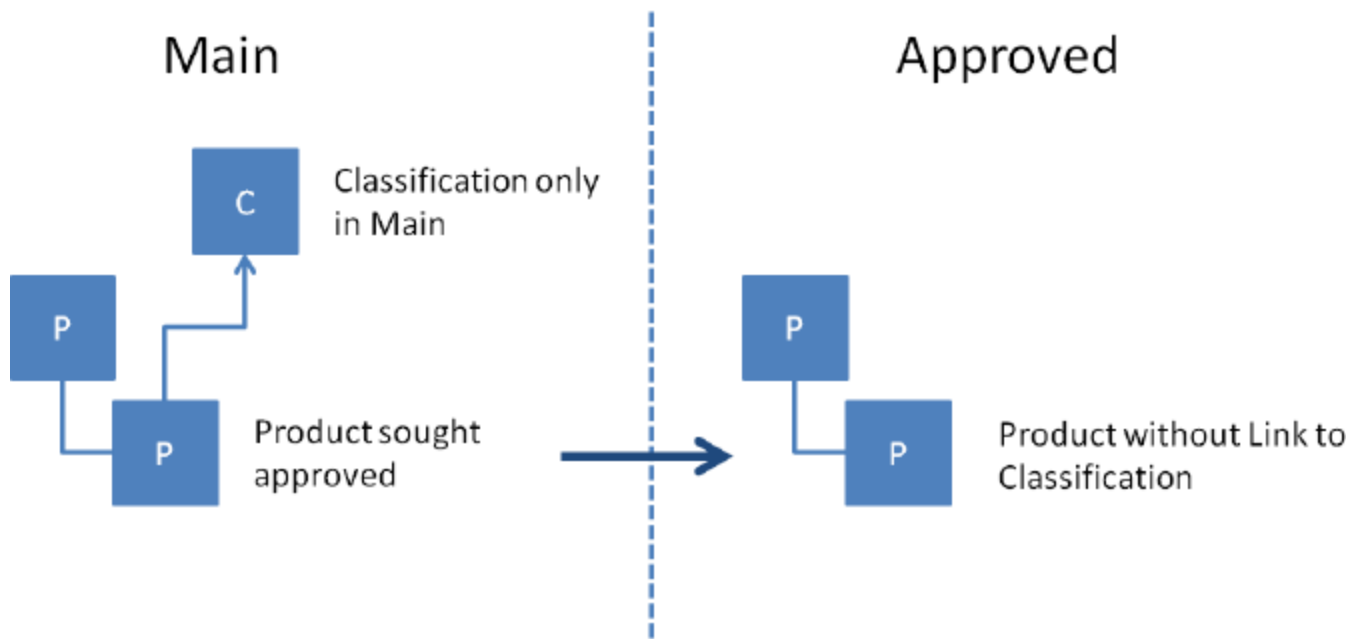 Main
Approved
C
Classification only
in Main
P
P
Product sought
approved
P
P
Product without Link to
Classification